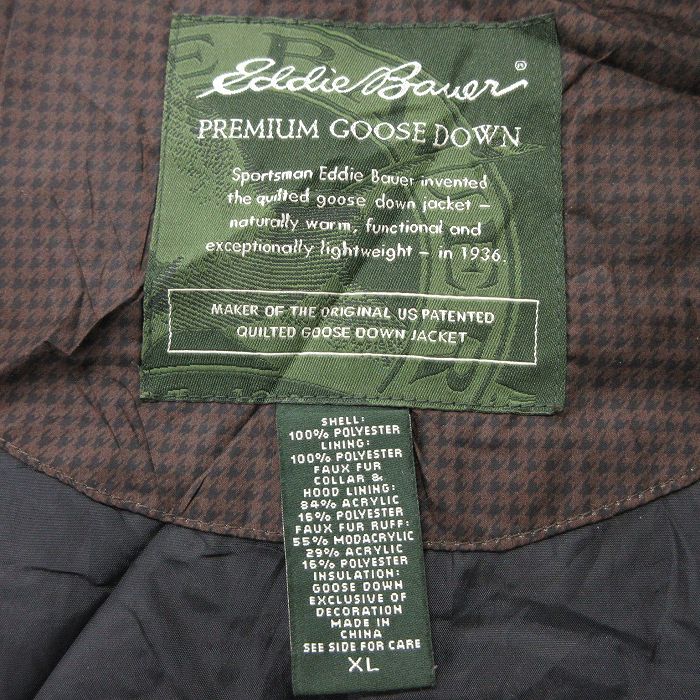 Eddie Bauer®
PREMIUM GOOSE DOWN
Sportsman Eddie Bauer invented
the quilted goose down jacket –
naturally warm, functional and
exceptionally lightweight – in 1936.
MAKER OF THE ORIGINAL US PATENTED
QUILTED GOOSE DOWN JACKET
SHELL:
100% POLYESTER
LINING:
100% POLYESTER
FAUX FUR
COLLAR &
HOOD LINING:
84% ACRYLIC
16% POLYESTER
FAUX FUR RUFF:
55% MODACRYLIC
29% ACRYLIC
16% POLYESTER
INSULATION:
GOOSE DOWN
EXCLUSIVE OF
DECORATION
MADE IN
CHINA
SEE SIDE FOR CARE
XL